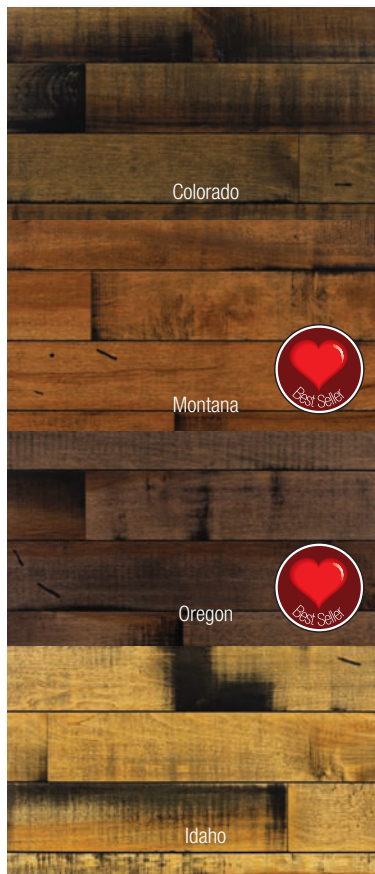 Colorado
Montana
Best Seller
Oregon
Best Seller
Idaho